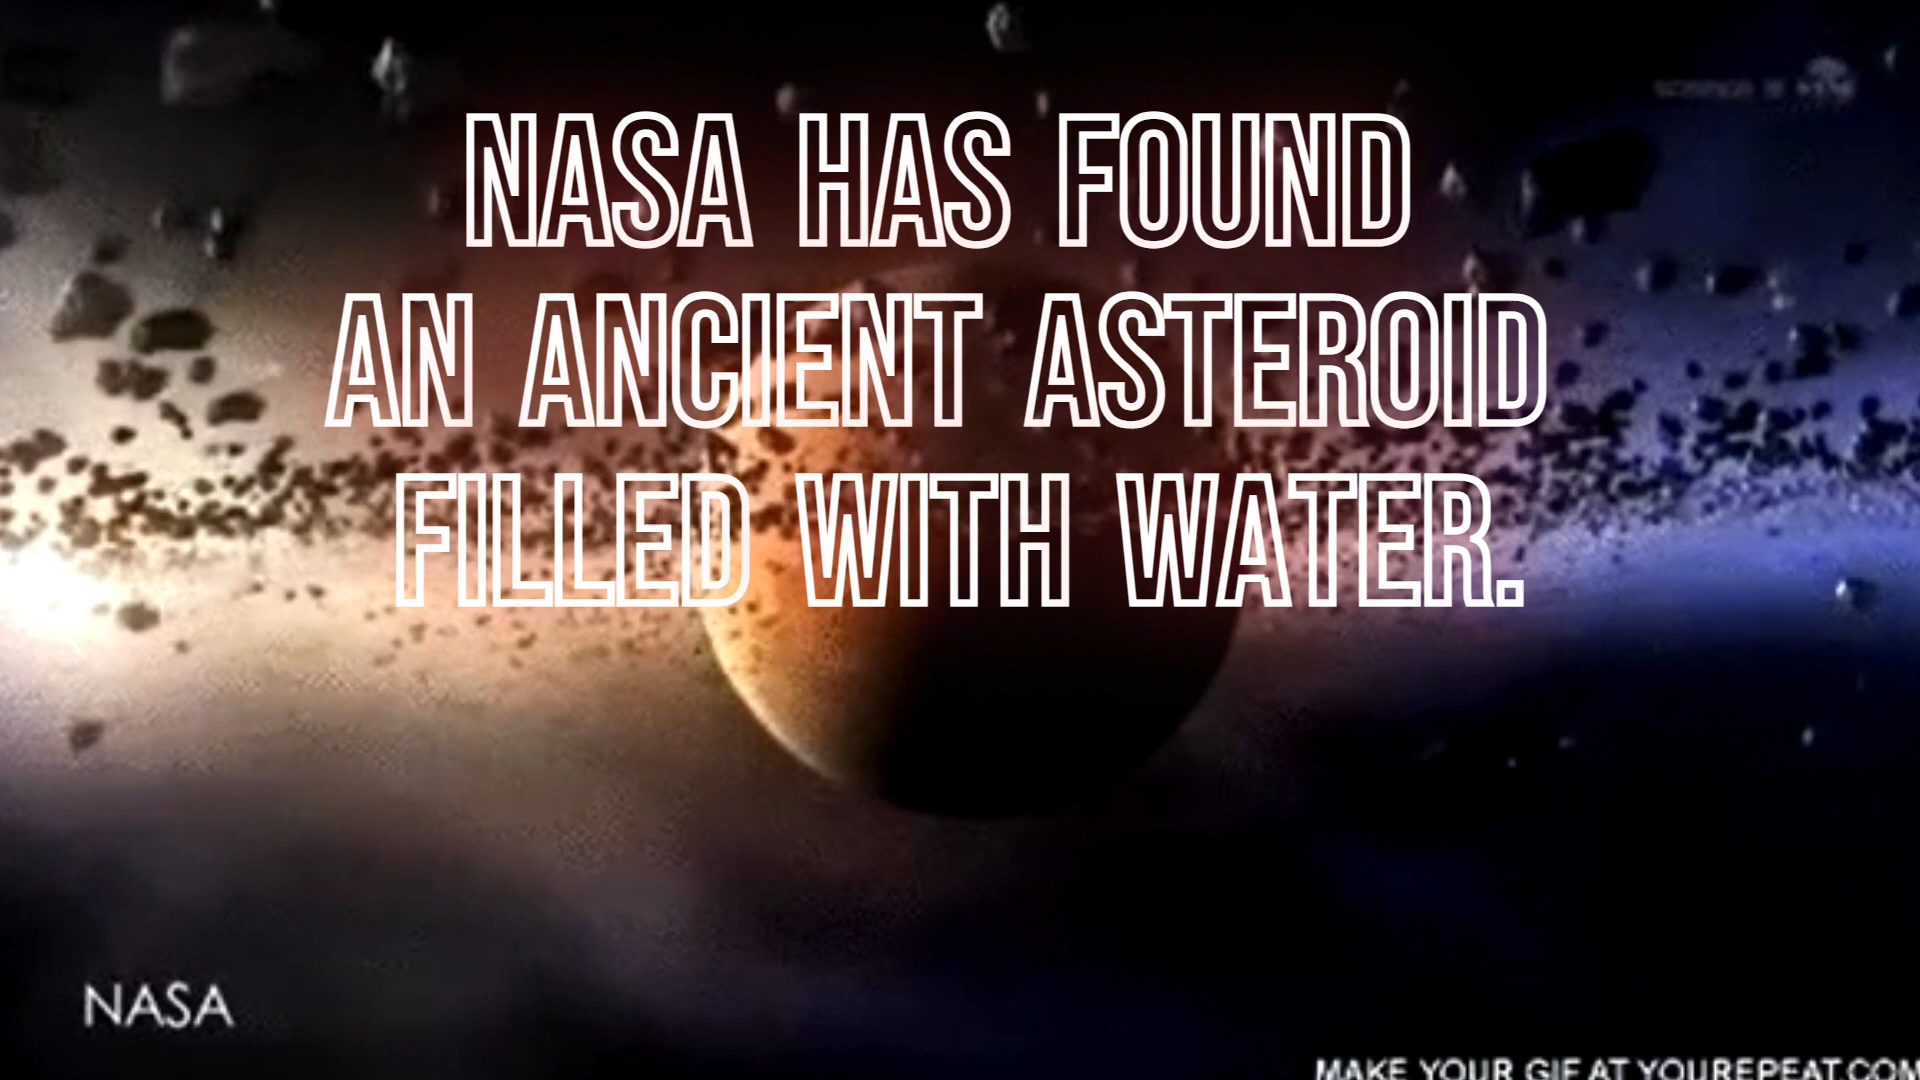 NASA HAS FOUND
AN ANCIENT ASTEROID
FILLED WITH WATER.
NASA
MAKE YOUR GIF AT YOUREPEAT.COM